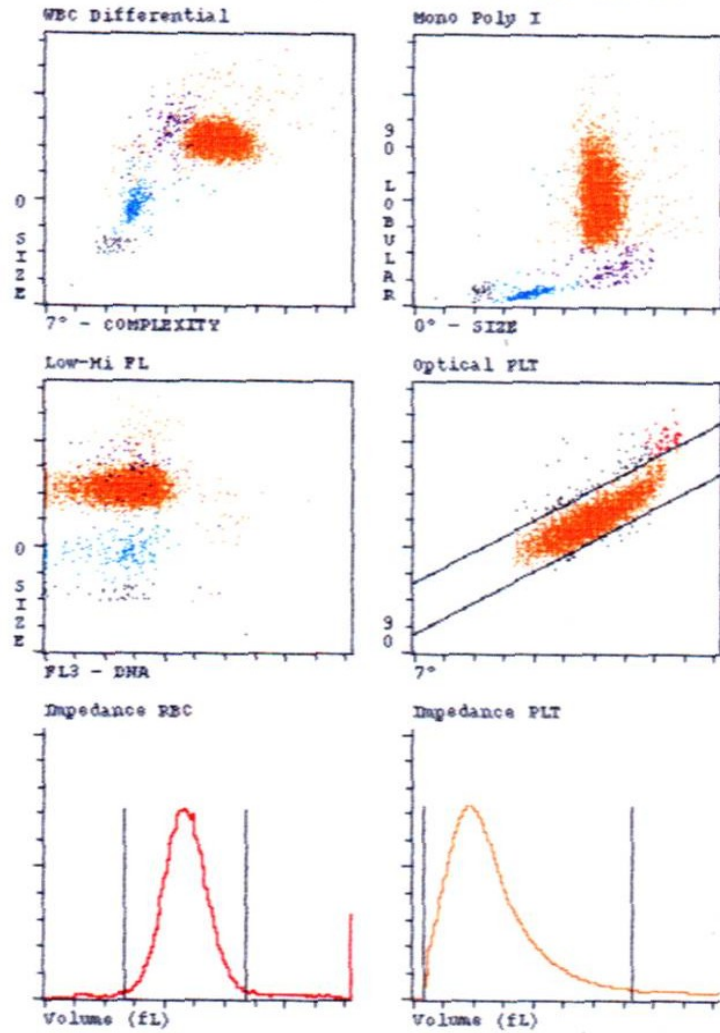 WBC Differential
0 SIZE
7° - COMPLEXITY
Mono Poly I
90 LOBULAR
0° - SIZE
Low-Hi FL
0 SIZE
FL3 - DNA
Optical PLT
90
7°
Impedance RBC
Volume (fL)
Impedance PLT
Volume (fL)